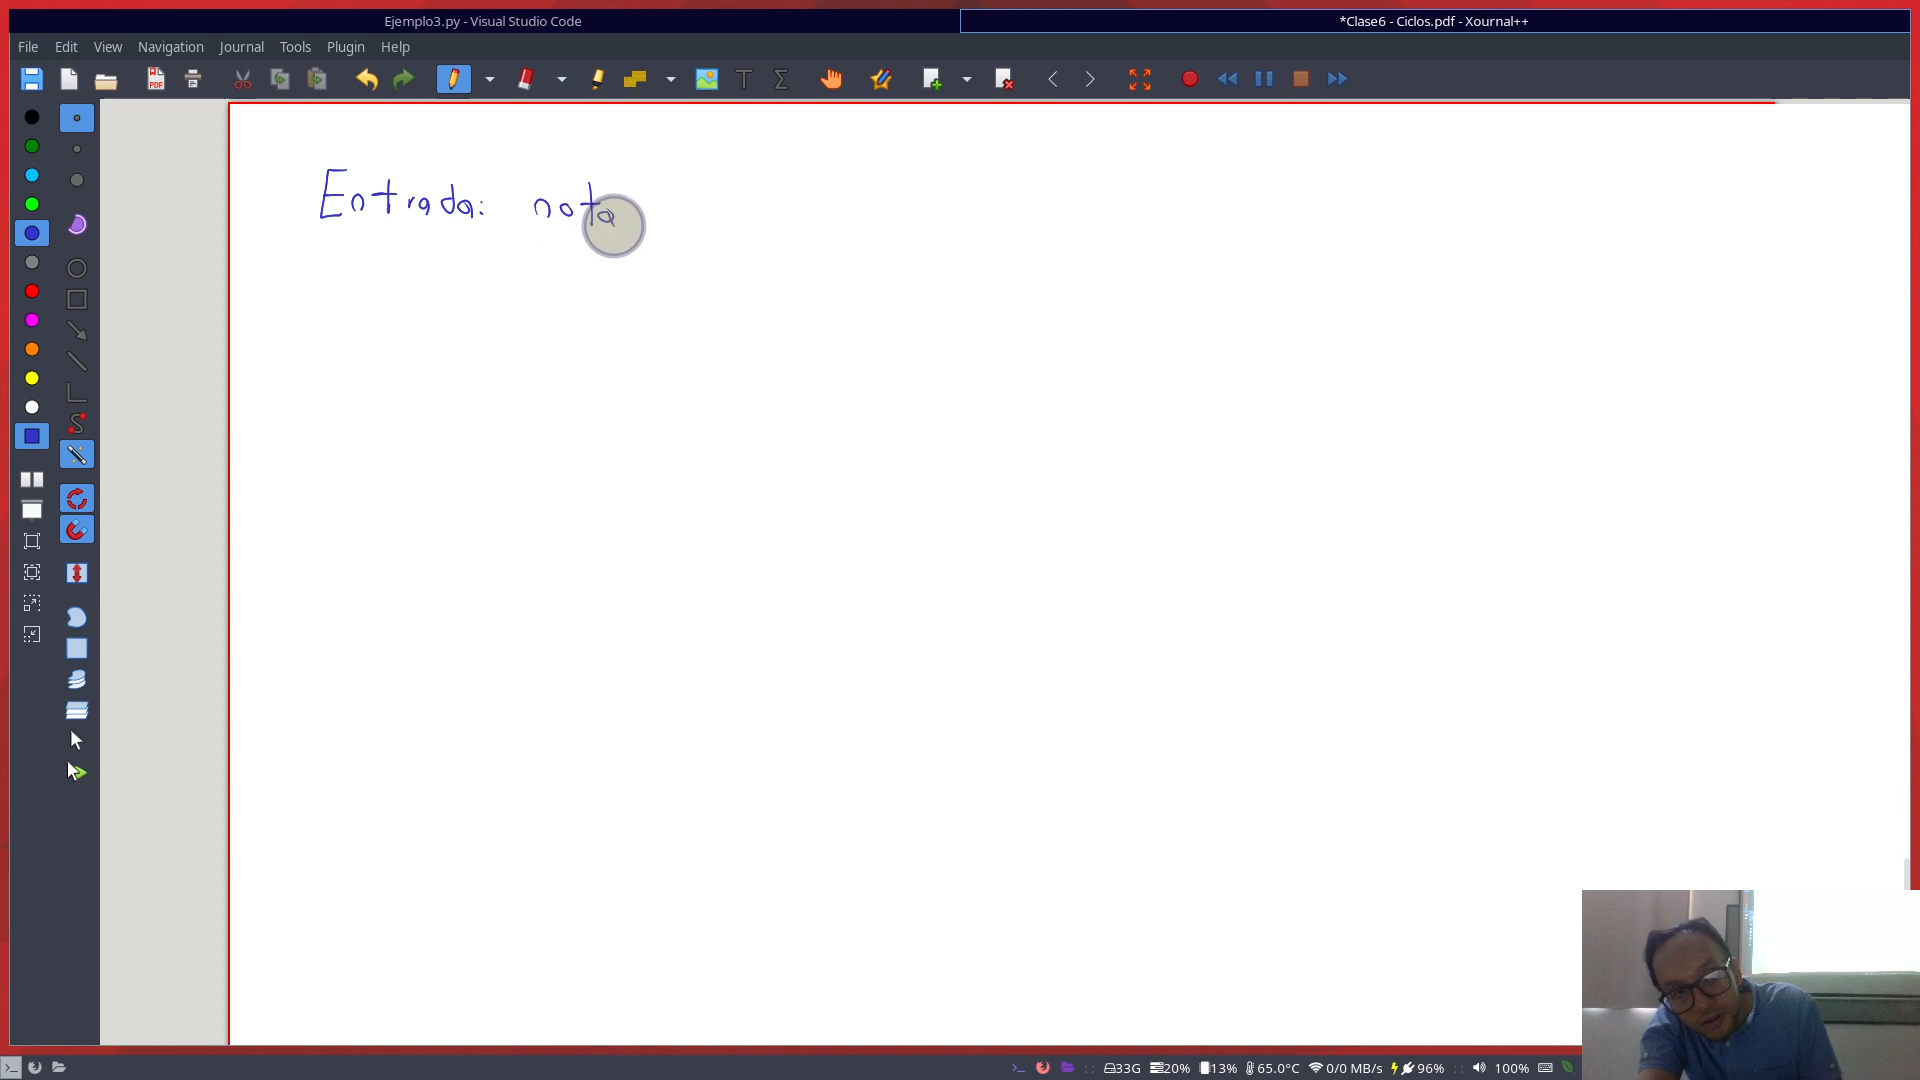 Ejemplo3.py - Visual Studio Code
*Clase6 - Ciclos.pdf - Xournal++
File Edit View Navigation Journal Tools Plugin Help
PDF
T Σ
Entrada: nota
33G 20% 13% 65.0°C 0/0 MB/s 96% 100%